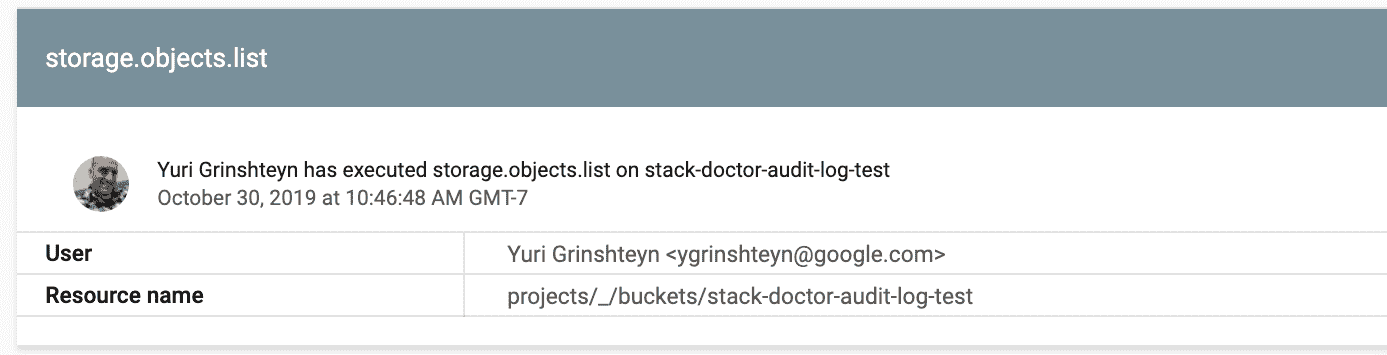 storage.objects.list
Yuri Grinshteyn has executed storage.objects.list on stack-doctor-audit-log-test
October 30, 2019 at 10:46:48 AM GMT-7
User Yuri Grinshteyn <ygrinshteyn@google.com>
Resource name projects/_/buckets/stack-doctor-audit-log-test